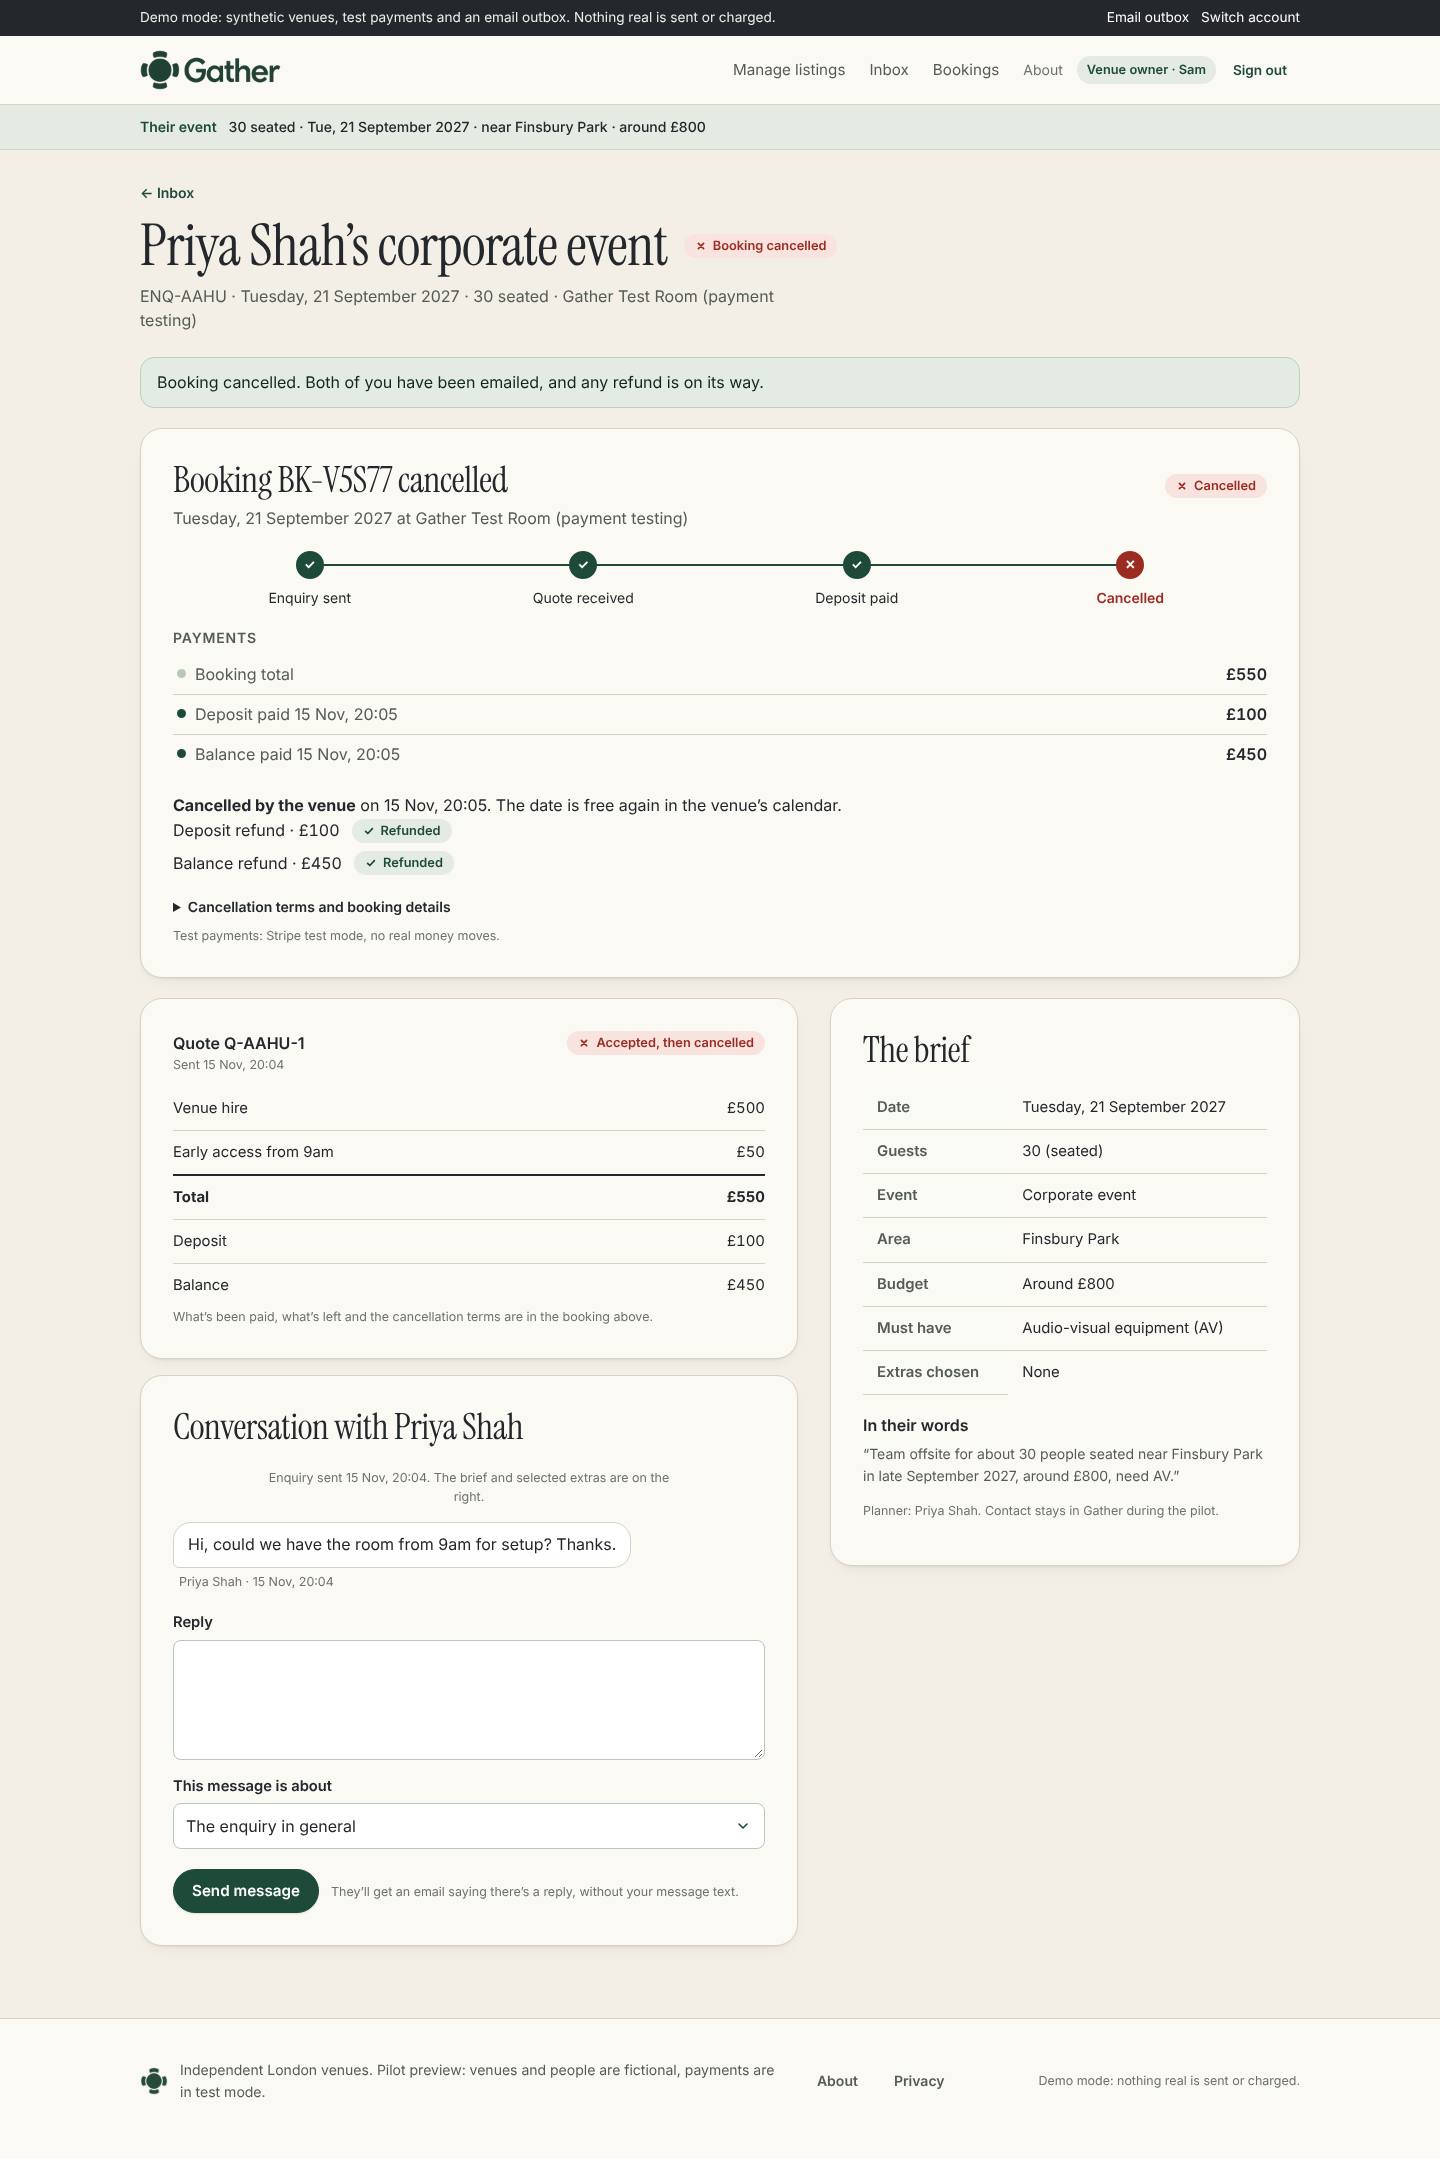 Demo mode: synthetic venues, test payments and an email outbox. Nothing real is sent or charged.
Email outbox Switch account
Gather
Manage listings Inbox Bookings About Venue owner · Sam Sign out
Their event 30 seated · Tue, 21 September 2027 · near Finsbury Park · around £800
← Inbox
Priya Shah’s corporate event × Booking cancelled
ENQ-AAHU · Tuesday, 21 September 2027 · 30 seated · Gather Test Room (payment
testing)
Booking cancelled. Both of you have been emailed, and any refund is on its way.
Booking BK-V5S77 cancelled
× Cancelled
Tuesday, 21 September 2027 at Gather Test Room (payment testing)
Enquiry sent Quote received Deposit paid Cancelled
PAYMENTS
Booking total £550
Deposit paid 15 Nov, 20:05 £100
Balance paid 15 Nov, 20:05 £450
Cancelled by the venue on 15 Nov, 20:05. The date is free again in the venue’s calendar.
Deposit refund · £100 ✓ Refunded
Balance refund · £450 ✓ Refunded
▶ Cancellation terms and booking details
Test payments: Stripe test mode, no real money moves.
Quote Q-AAHU-1 × Accepted, then cancelled
Sent 15 Nov, 20:04
Venue hire £500
Early access from 9am £50
Total £550
Deposit £100
Balance £450
What’s been paid, what’s left and the cancellation terms are in the booking above.
Conversation with Priya Shah
Enquiry sent 15 Nov, 20:04. The brief and selected extras are on the
right.
Hi, could we have the room from 9am for setup? Thanks.
Priya Shah · 15 Nov, 20:04
Reply
This message is about
The enquiry in general
Send message They’ll get an email saying there’s a reply, without your message text.
The brief
Date Tuesday, 21 September 2027
Guests 30 (seated)
Event Corporate event
Area Finsbury Park
Budget Around £800
Must have Audio-visual equipment (AV)
Extras chosen None
In their words
“Team offsite for about 30 people seated near Finsbury Park
in late September 2027, around £800, need AV.”
Planner: Priya Shah. Contact stays in Gather during the pilot.
Independent London venues. Pilot preview: venues and people are fictional, payments are
in test mode.
About Privacy
Demo mode: nothing real is sent or charged.